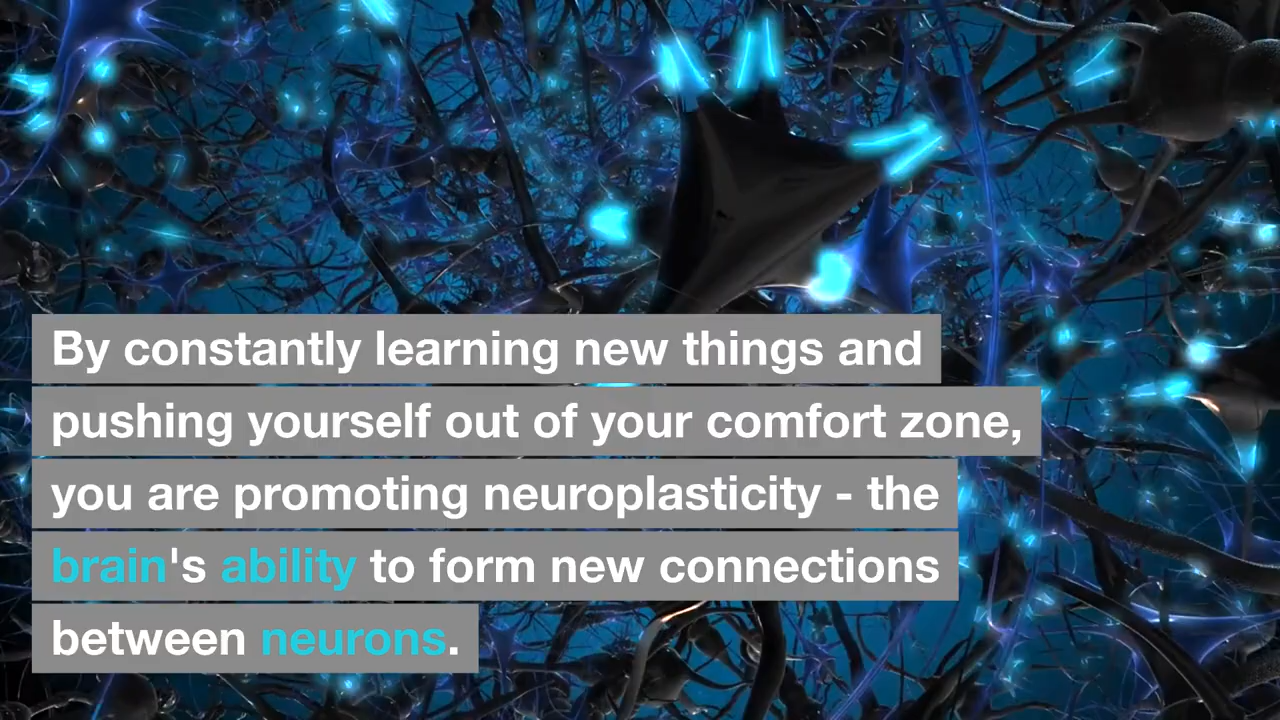 By constantly learning new things and
pushing yourself out of your comfort zone,
you are promoting neuroplasticity - the
brain's ability to form new connections
between neurons.